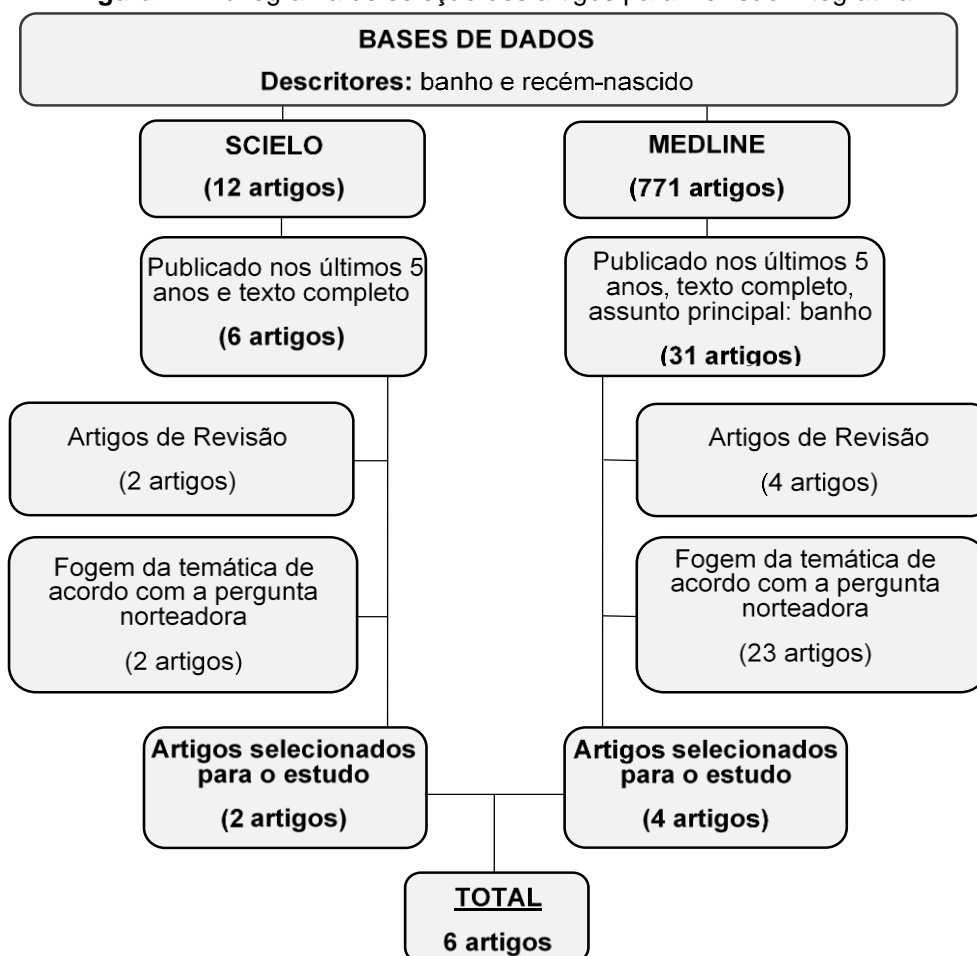 BASES DE DADOS
Descritores: banho e recém-nascido
SCIELO
(12 artigos)
MEDLINE
(771 artigos)
Publicado nos últimos 5
anos e texto completo
(6 artigos)
Publicado nos últimos 5
anos, texto completo,
assunto principal: banho
(31 artigos)
Artigos de Revisão
(2 artigos)
Artigos de Revisão
(4 artigos)
Fogem da temática de
acordo com a pergunta
norteadora
(2 artigos)
Fogem da temática de
acordo com a pergunta
norteadora
(23 artigos)
Artigos selecionados
para o estudo
(2 artigos)
Artigos selecionados
para o estudo
(4 artigos)
TOTAL
6 artigos